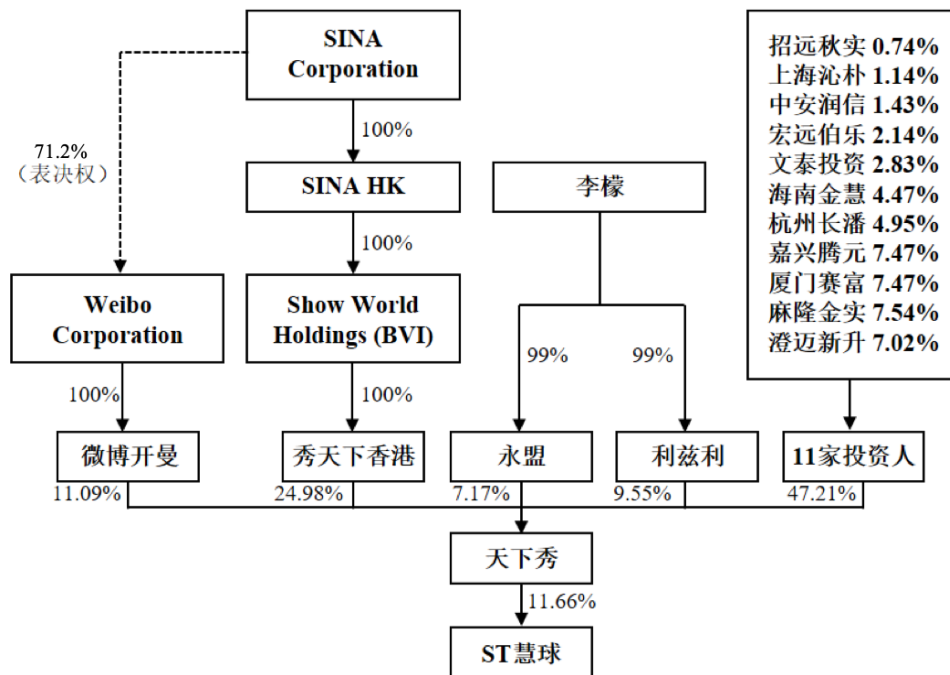 SINA
Corporation
招远秋实 0.74%
上海沁朴 1.14%
中安润信 1.43%
宏远伯乐 2.14%
文泰投资 2.83%
海南金慧 4.47%
杭州长潘 4.95%
嘉兴腾元 7.47%
厦门赛富 7.47%
麻隆金实 7.54%
澄迈新升 7.02%
71.2%
（表决权）
100%
SINA HK
李檬
100%
Weibo
Corporation
Show World
Holdings (BVI)
99%
99%
100%
100%
微博开曼
秀天下香港
永盟
利兹利
11家投资人
11.09%
24.98%
7.17%
9.55%
47.21%
天下秀
11.66%
ST慧球